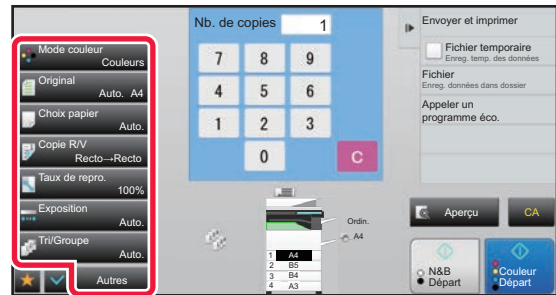 Mode couleur
Couleurs
Original
Auto. A4
Choix papier
Auto.
Copie R/V
Recto→Recto
Taux de repro.
100%
Exposition
Auto.
Tri/Groupe
Auto.
Autres
Nb. de copies 1
7 8 9
4 5 6
1 2 3
0 C
Ordin.
A4
1 A4
2 B5
3 B4
4 A3
Envoyer et imprimer
Fichier temporaire
Enreg. temp. des données
Fichier
Enreg. données dans dossier
Appeler un
programme éco.
Aperçu
CA
N&B
Départ
Couleur
Départ